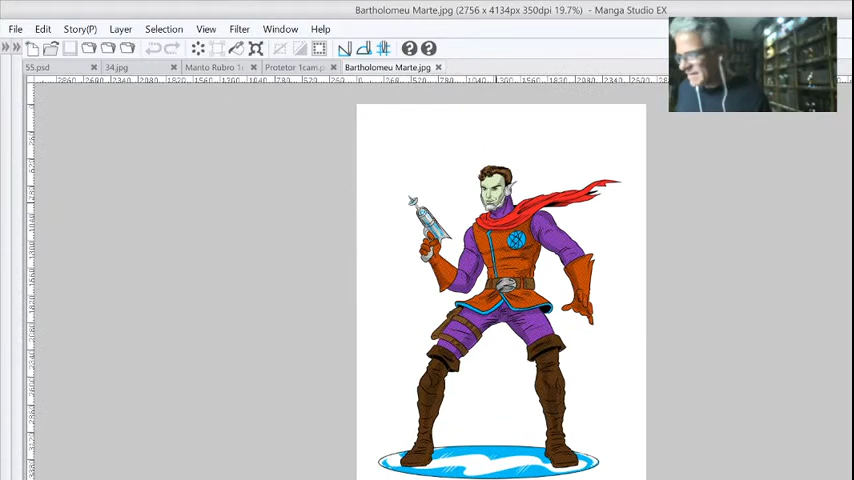 Bartholomeu Marte.jpg (2756 x 4134px 350dpi 19.7%) - Manga Studio EX
File Edit Story(P) Layer Selection View Filter Window Help
55.psd 34.jpg Manto Rubro 1 Protetor 1cam.p Bartholomeu Marte.jpg